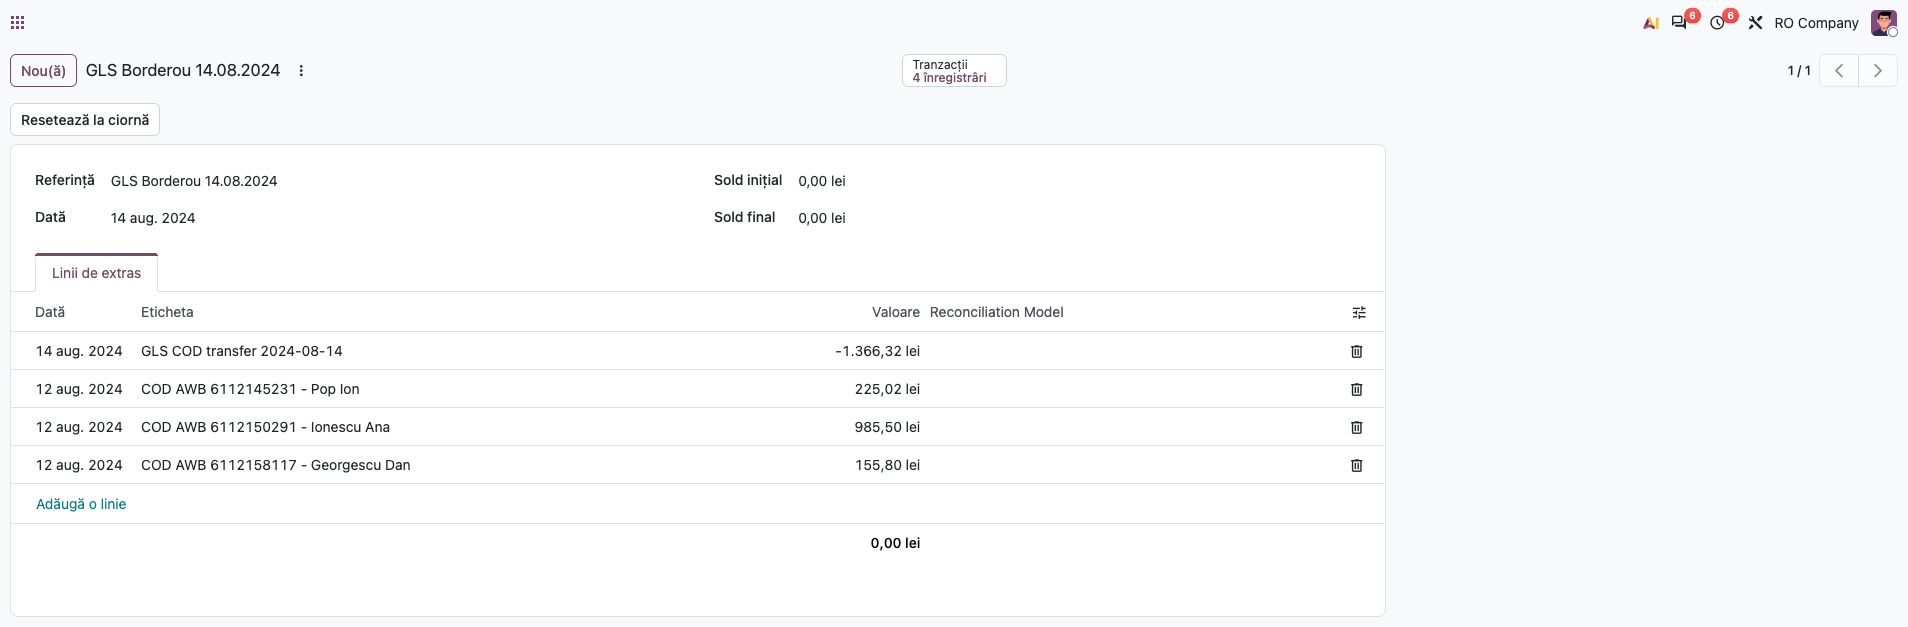 AI 6 6 RO Company
Nou(ă) GLS Borderou 14.08.2024 Tranzacții 1 / 1
4 înregistrări
Resetează la ciornă
Referință GLS Borderou 14.08.2024 Sold inițial 0,00 lei
Dată 14 aug. 2024 Sold final 0,00 lei
Linii de extras
Dată Eticheta Valoare Reconciliation Model
14 aug. 2024 GLS COD transfer 2024-08-14 -1.366,32 lei
12 aug. 2024 COD AWB 6112145231 - Pop Ion 225,02 lei
12 aug. 2024 COD AWB 6112150291 - Ionescu Ana 985,50 lei
12 aug. 2024 COD AWB 6112158117 - Georgescu Dan 155,80 lei
Adăugă o linie
0,00 lei